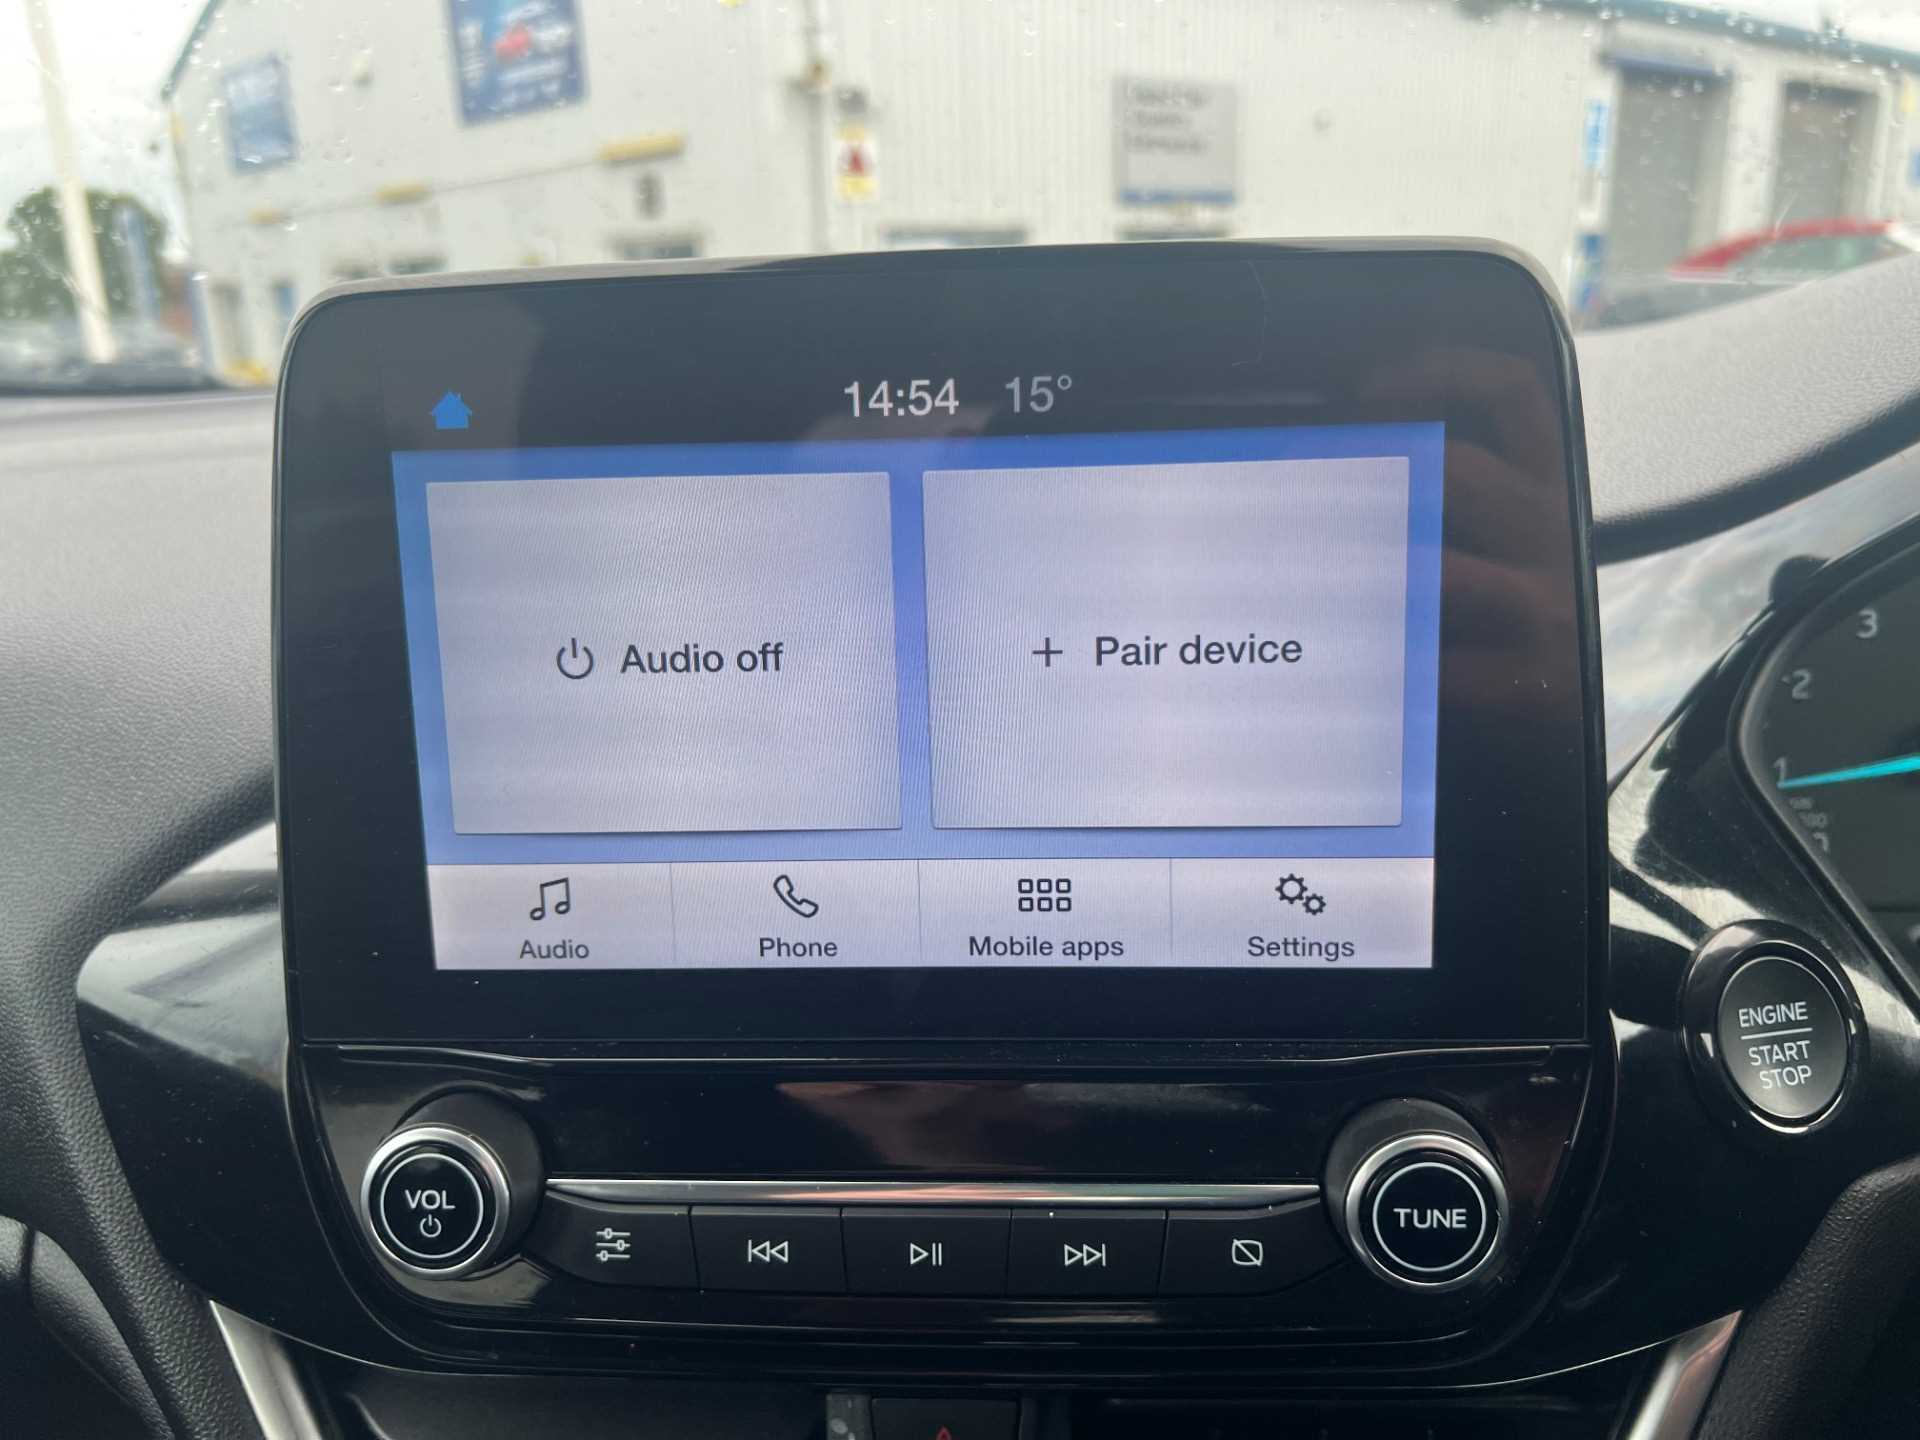 14:54 15°
Audio off
Pair device
Audio
Phone
Mobile apps
Settings
3
2
1
ENGINE
START
STOP
VOL
TUNE